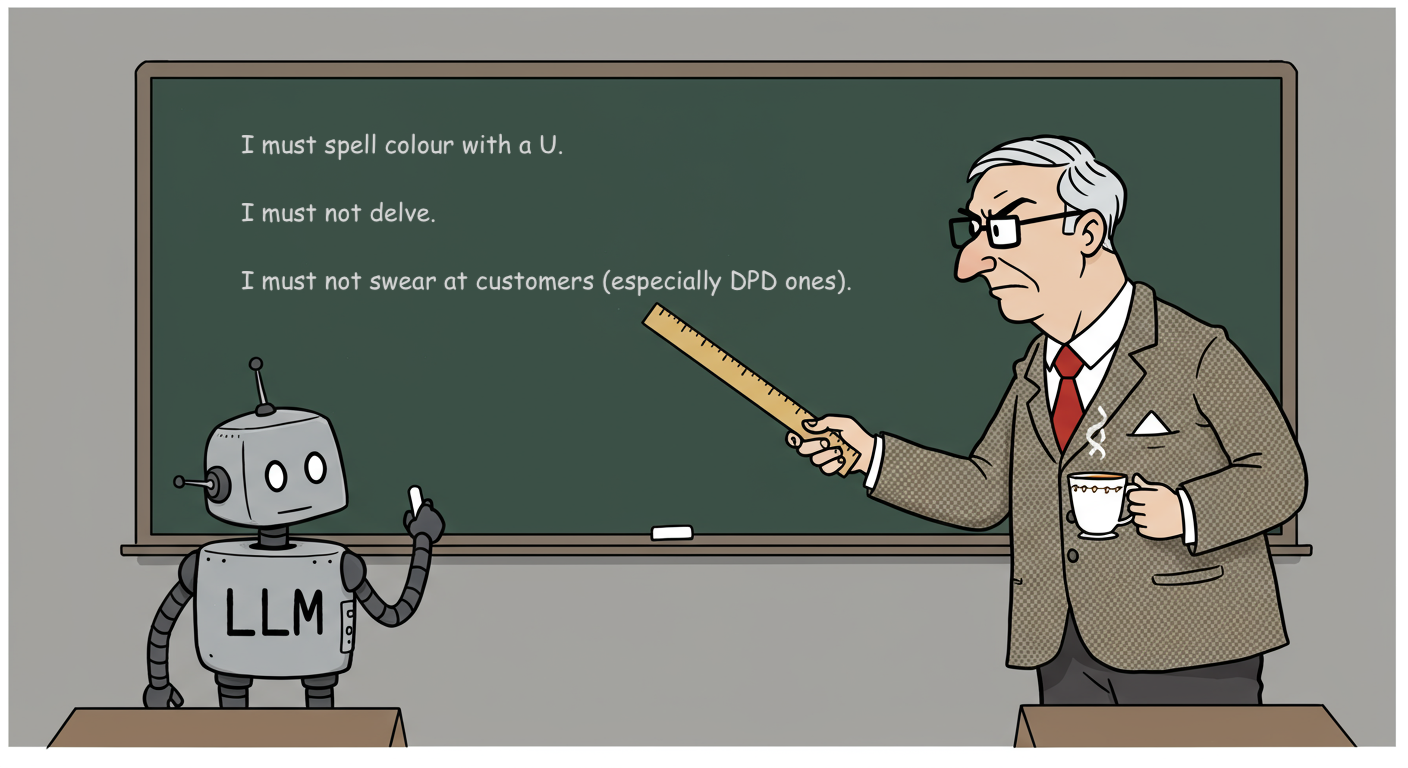 I must spell colour with a U.
I must not delve.
I must not swear at customers (especially DPD ones).
LLM